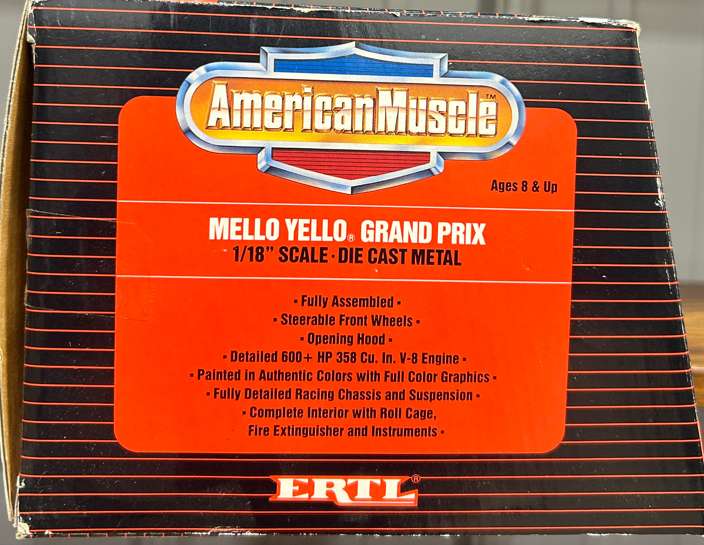 AmericanMuscle™
Ages 8 & Up
MELLO YELLO® GRAND PRIX
1/18" SCALE · DIE CAST METAL
• Fully Assembled •
• Steerable Front Wheels •
• Opening Hood •
• Detailed 600+ HP 358 Cu. In. V-8 Engine •
• Painted in Authentic Colors with Full Color Graphics •
• Fully Detailed Racing Chassis and Suspension •
• Complete Interior with Roll Cage,
Fire Extinguisher and Instruments •
ERTL®